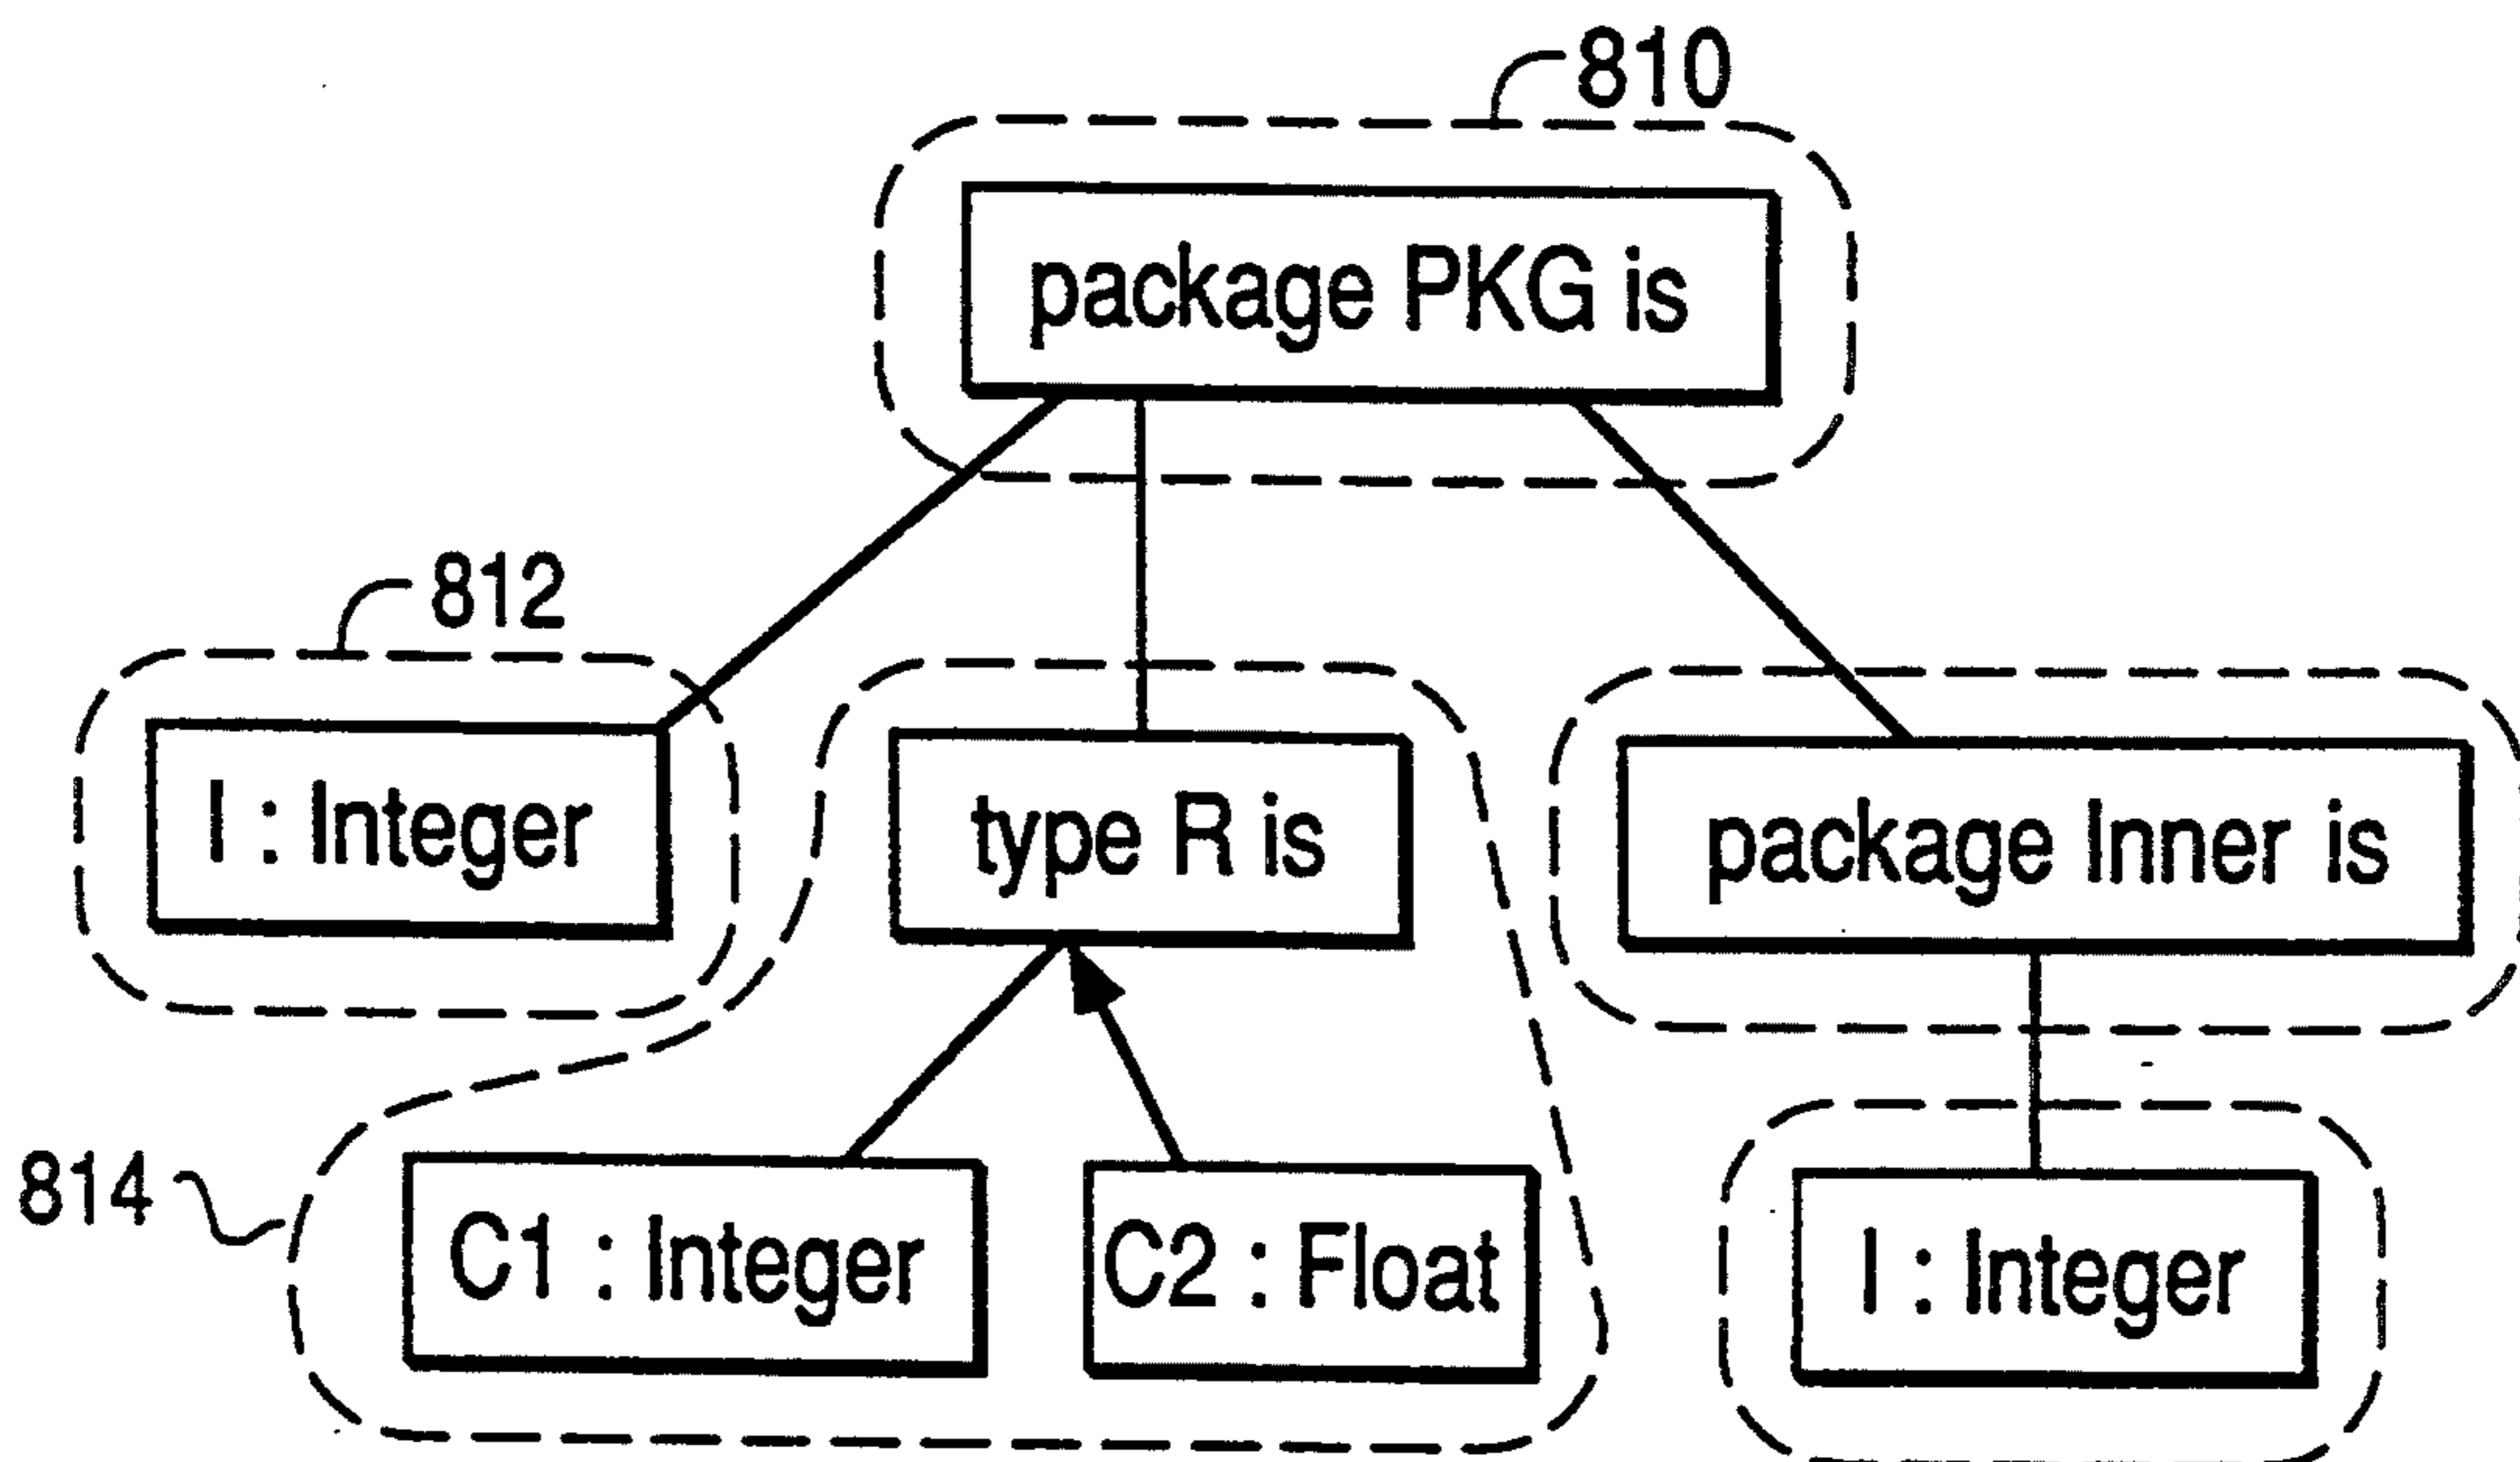 810
package PKG is
812
I : Integer
type R is
package Inner is
814
C1 : Integer
C2 : Float
I : Integer